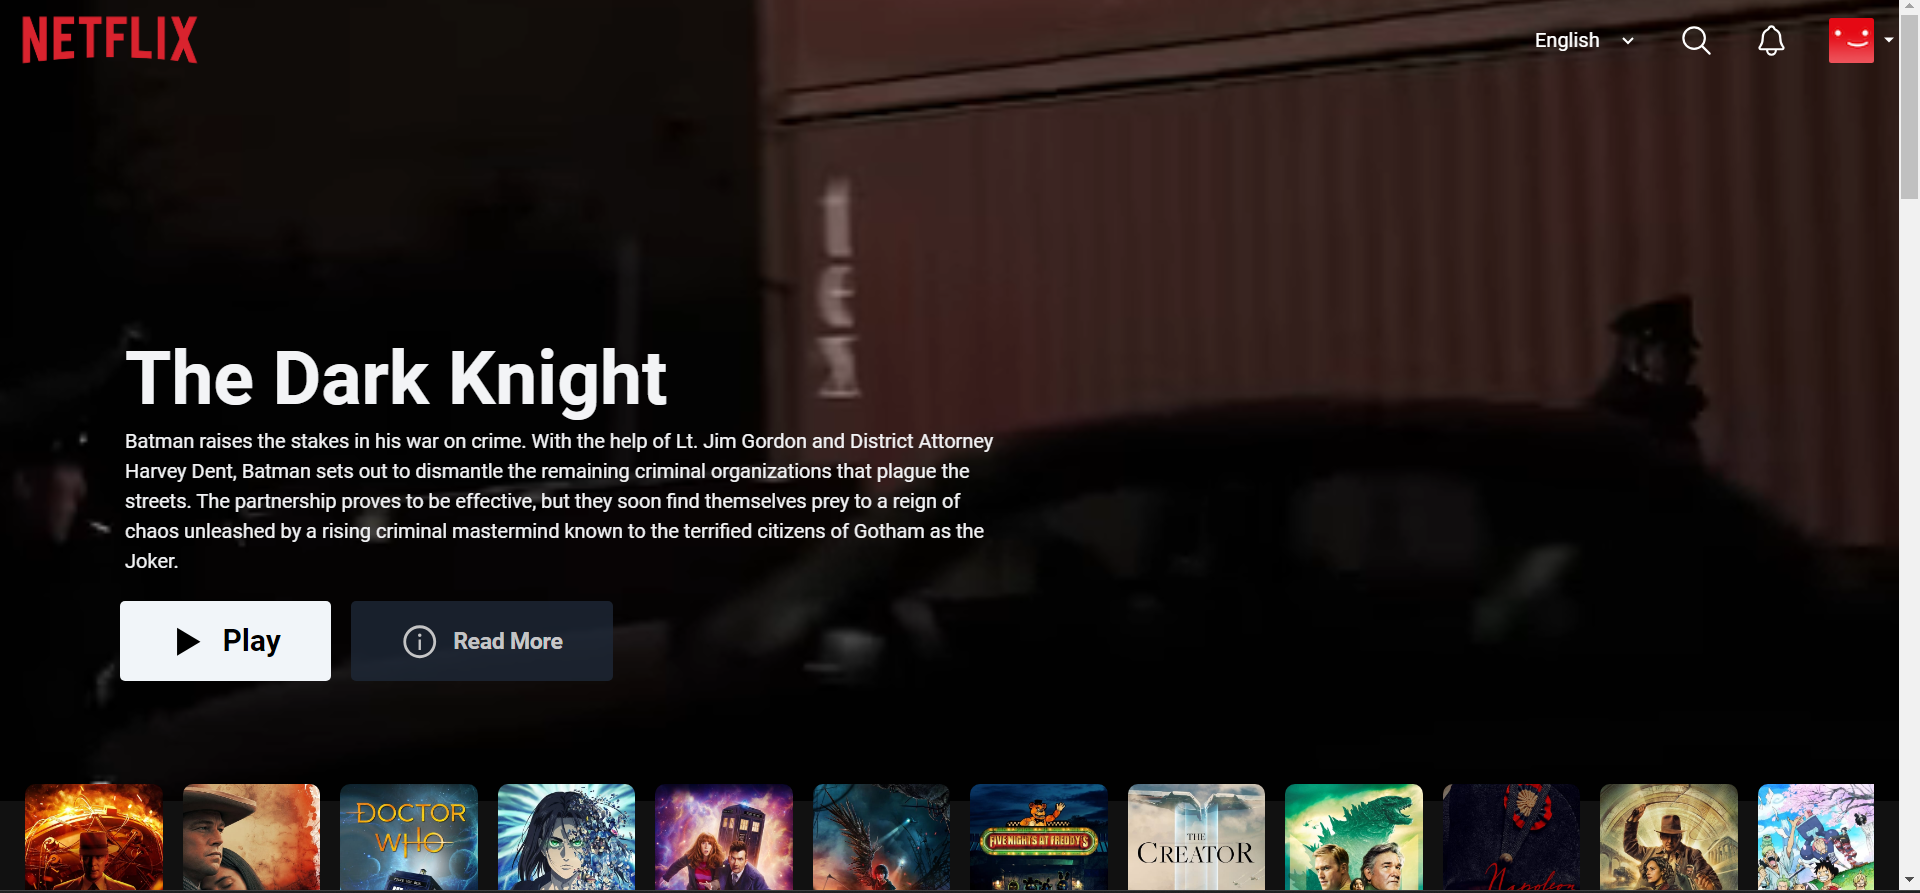 NETFLIX
English
The Dark Knight
Batman raises the stakes in his war on crime. With the help of Lt. Jim Gordon and District Attorney
Harvey Dent, Batman sets out to dismantle the remaining criminal organizations that plague the
streets. The partnership proves to be effective, but they soon find themselves prey to a reign of
chaos unleashed by a rising criminal mastermind known to the terrified citizens of Gotham as the
Joker.
Play
Read More
DOCTOR
WHO
FIVE NIGHTS AT FREDDY'S
THE
CREATOR
Napoleon